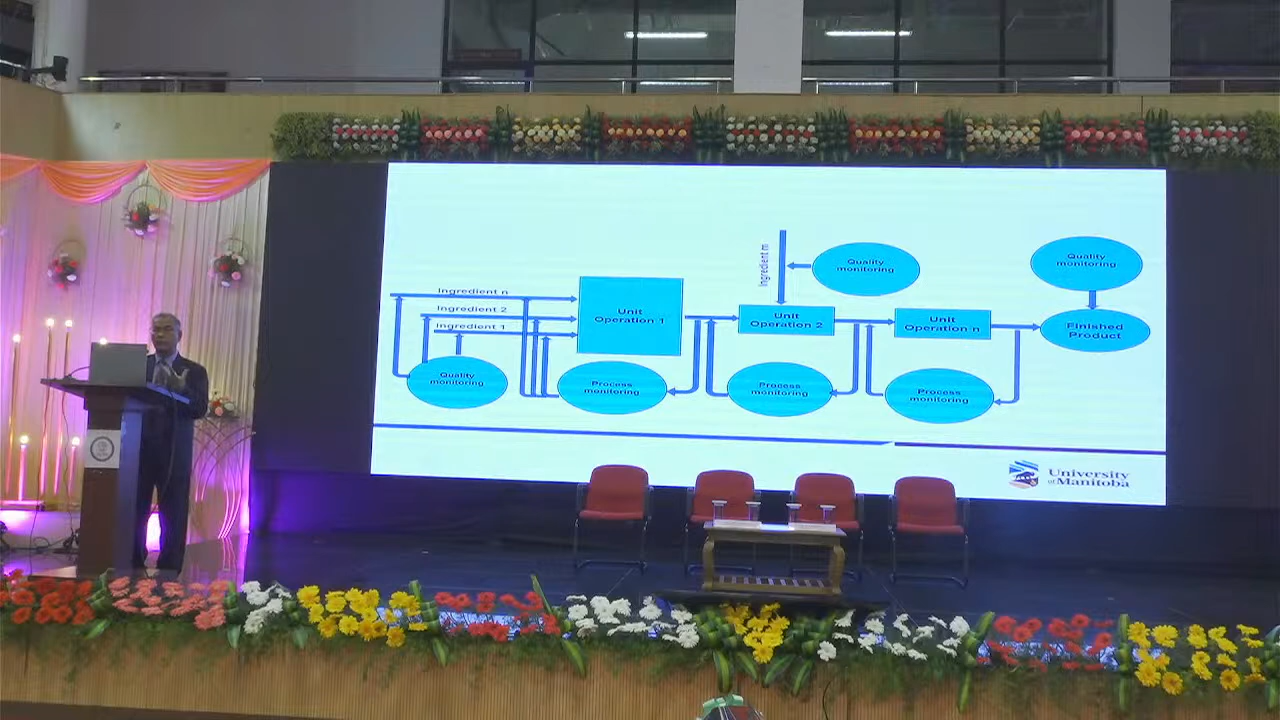 Ingredient n
Ingredient 2
Ingredient 1
Quality
monitoring
Unit
Operation 1
Process
monitoring
Ingredient m
Quality
monitoring
Unit
Operation 2
Process
monitoring
Unit
Operation n
Process
monitoring
Quality
monitoring
Finished
Product
University
of Manitoba